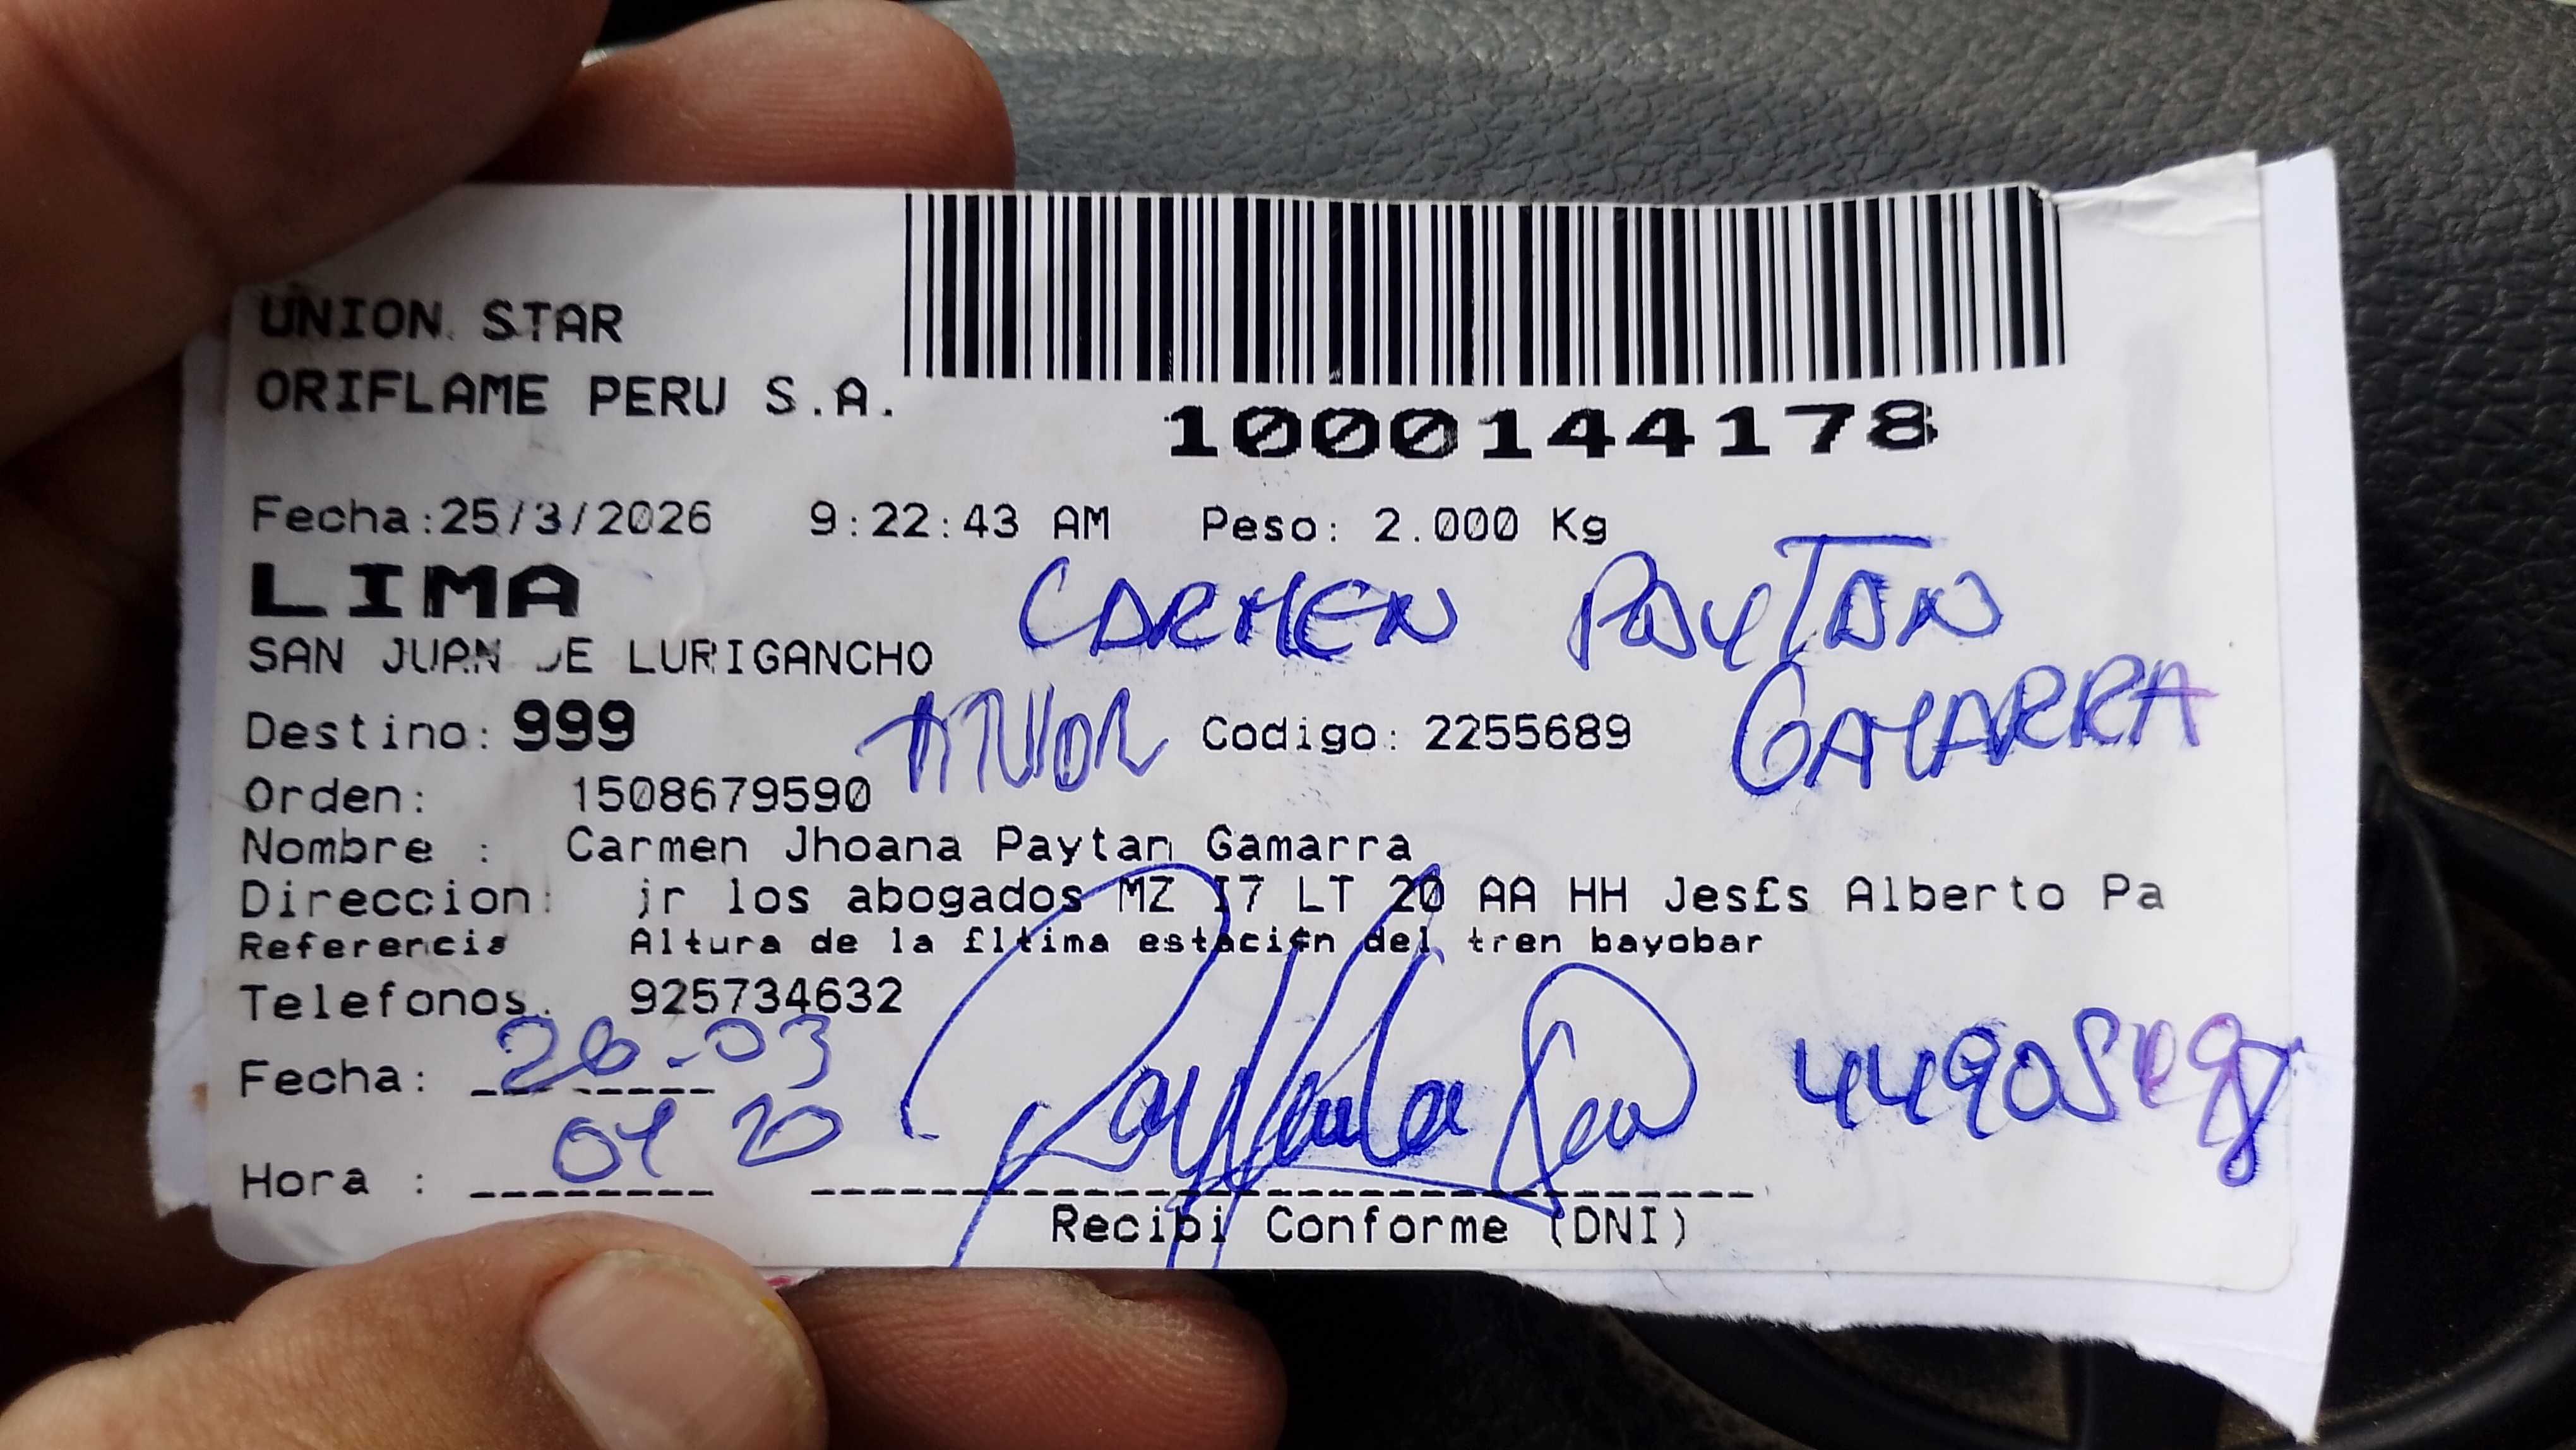 UNION STAR
ORIFLAME PERU S.A.
1000144178
Fecha:25/3/2026 9:22:43 AM Peso: 2.000 Kg
LIMA
CARMEN PAYTAN
SAN JUAN DE LURIGANCHO
GAMARRA
Destino: 999 Codigo: 2255689
Orden: 1508679590
Nombre : Carmen Jhoana Paytan Gamarra
Direccion: jr los abogados MZ I7 LT 20 AA HH Jes£s Alberto Pa
Referencia Altura de la £ltima estaci¢n del tren bayobar
Telefonos. 925734632
Fecha: 26-03
Hora : 04 20
Recibi Conforme (DNI)